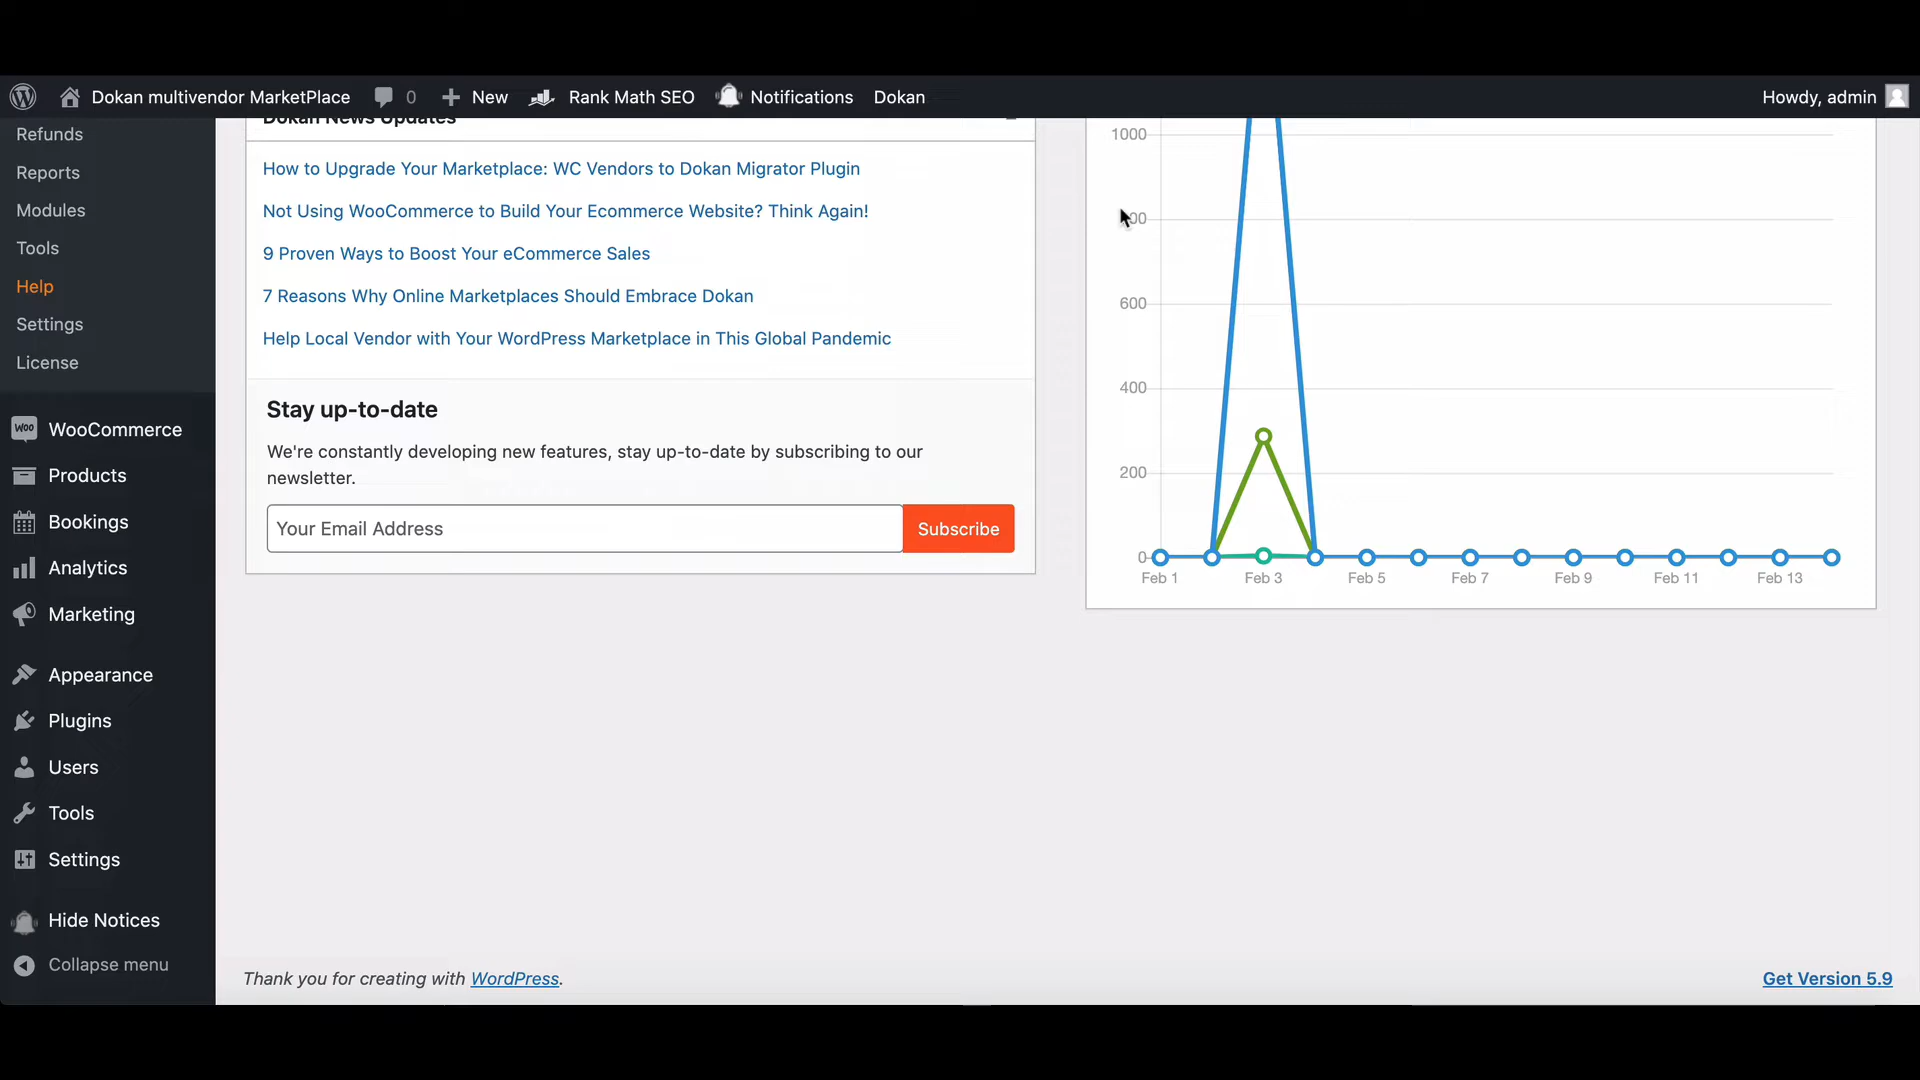 Dokan multivendor MarketPlace 0 New Rank Math SEO Notifications Dokan Howdy, admin
Refunds
Reports
Modules
Tools
Help
Settings
License
WooCommerce
Products
Bookings
Analytics
Marketing
Appearance
Plugins
Users
Tools
Settings
Hide Notices
Collapse menu
Dokan News Updates
How to Upgrade Your Marketplace: WC Vendors to Dokan Migrator Plugin
Not Using WooCommerce to Build Your Ecommerce Website? Think Again!
9 Proven Ways to Boost Your eCommerce Sales
7 Reasons Why Online Marketplaces Should Embrace Dokan
Help Local Vendor with Your WordPress Marketplace in This Global Pandemic
Stay up-to-date
We're constantly developing new features, stay up-to-date by subscribing to our
newsletter.
Your Email Address Subscribe
1000
600
400
200
0
Feb 1 Feb 3 Feb 5 Feb 7 Feb 9 Feb 11 Feb 13
Thank you for creating with WordPress. Get Version 5.9